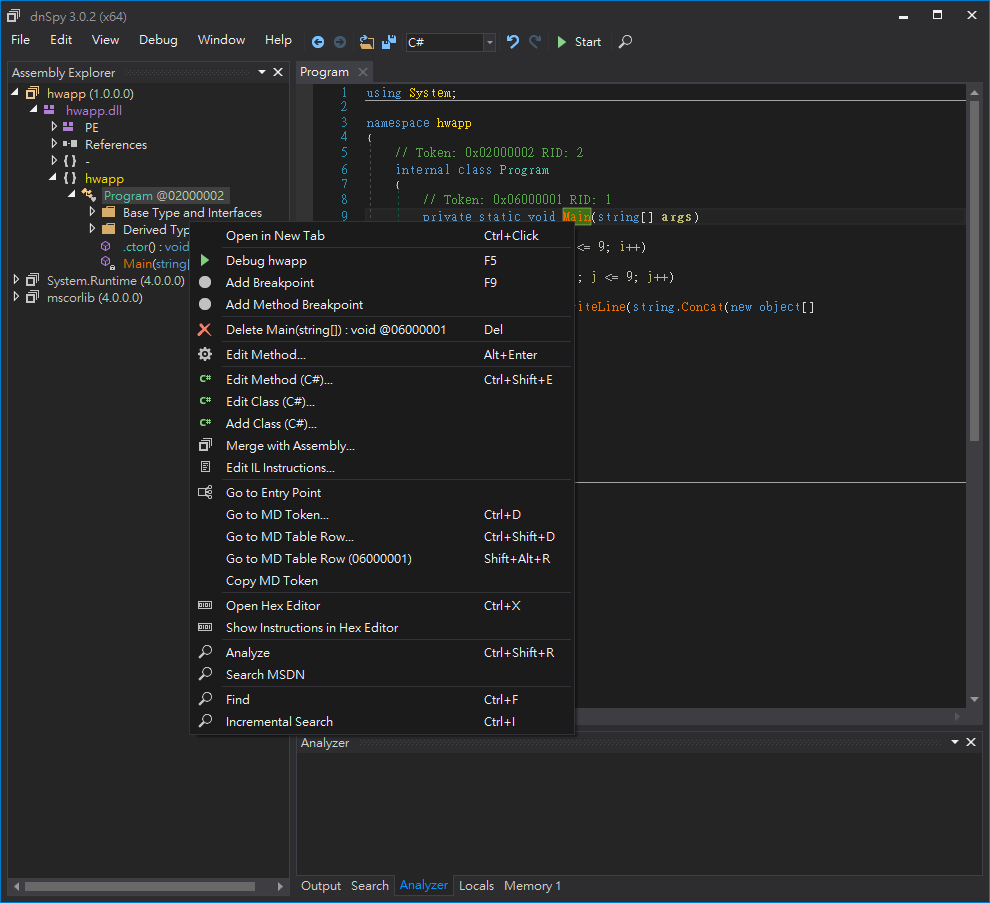 dnSpy 3.0.2 (x64)
File Edit View Debug Window Help C# Start
Assembly Explorer
hwapp (1.0.0.0)
hwapp.dll
PE
References
{ } -
{ } hwapp
Program @02000002
Base Type and Interfaces
Derived Typ
.ctor() : void
Main(string[
System.Runtime (4.0.0.0)
mscorlib (4.0.0.0)
Program
1 using System;
2
3 namespace hwapp
4 {
5 // Token: 0x02000002 RID: 2
6 internal class Program
7 {
8 // Token: 0x06000001 RID: 1
9 private static void Main(string[] args)
<= 9; i++)
; j <= 9; j++)
iteLine(string.Concat(new object[]
Open in New Tab Ctrl+Click
Debug hwapp F5
Add Breakpoint F9
Add Method Breakpoint
Delete Main(string[]) : void @06000001 Del
Edit Method... Alt+Enter
C# Edit Method (C#)... Ctrl+Shift+E
C# Edit Class (C#)...
C# Add Class (C#)...
Merge with Assembly...
Edit IL Instructions...
Go to Entry Point
Go to MD Token... Ctrl+D
Go to MD Table Row... Ctrl+Shift+D
Go to MD Table Row (06000001) Shift+Alt+R
Copy MD Token
Open Hex Editor Ctrl+X
Show Instructions in Hex Editor
Analyze Ctrl+Shift+R
Search MSDN
Find Ctrl+F
Incremental Search Ctrl+I
Analyzer
Output Search Analyzer Locals Memory 1